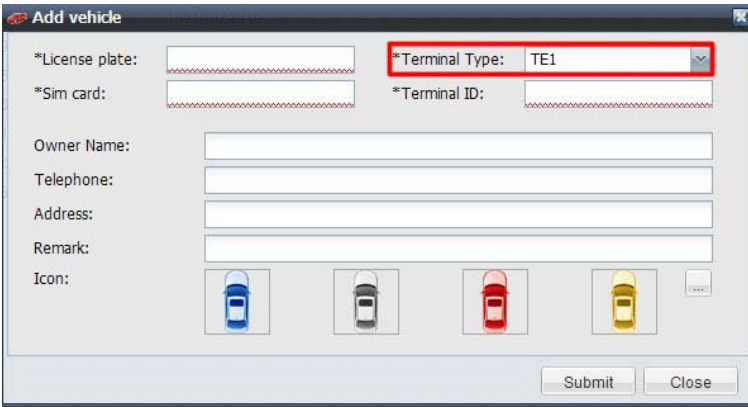 Add vehicle
*License plate: *Terminal Type: TE1
*Sim card: *Terminal ID:
Owner Name:
Telephone:
Address:
Remark:
Icon: ...
Submit Close